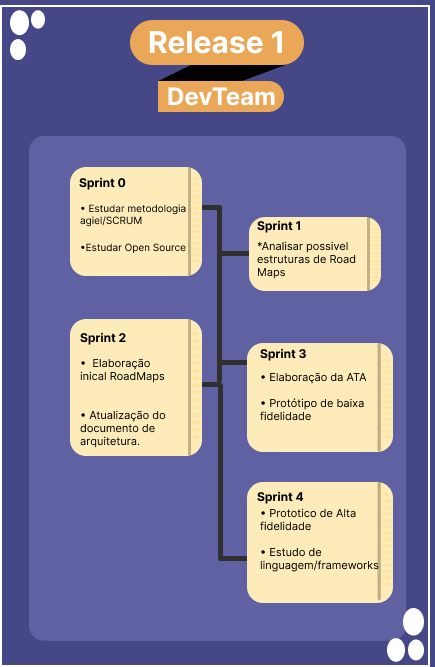 Release 1
DevTeam
Sprint 0
• Estudar metodologia
agiel/SCRUM
•Estudar Open Source
Sprint 1
*Analisar possivel
estruturas de Road
Maps
Sprint 2
• Elaboração
inical RoadMaps
• Atualização do
documento de
arquitetura.
Sprint 3
• Elaboração da ATA
• Protótipo de baixa
fidelidade
Sprint 4
• Prototico de Alta
fidelidade
• Estudo de
linguagem/frameworks